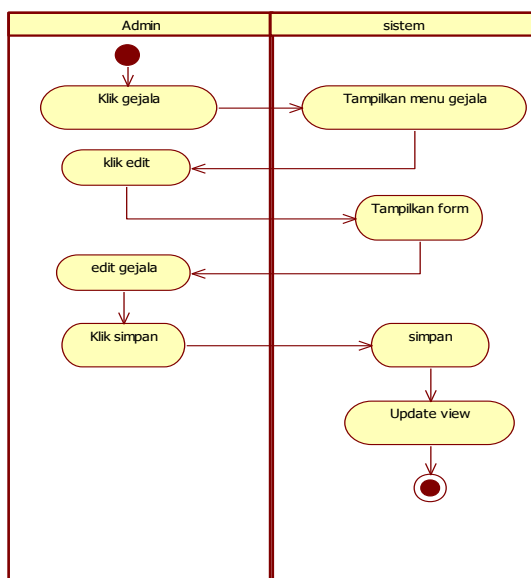 Admin
sistem
Klik gejala
Tampilkan menu gejala
klik edit
Tampilkan form
edit gejala
Klik simpan
simpan
Update view